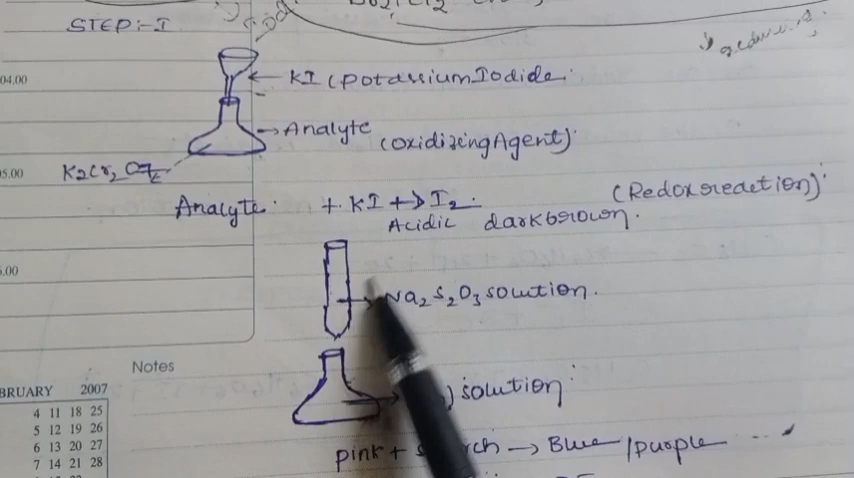 STEP:- I
04.00
KI (Potassium Iodide.
Analyte (Oxidizing Agent)
05.00
K2Cr2O7
Analyte. + KI → I2. (Redox reaction)
Acidic dark brown.
.00
Na2S2O3 solution.
Notes
BRUARY 2007
solution
4 11 18 25
5 12 19 26
6 13 20 27
7 14 21 28
pink + → Blue / purple